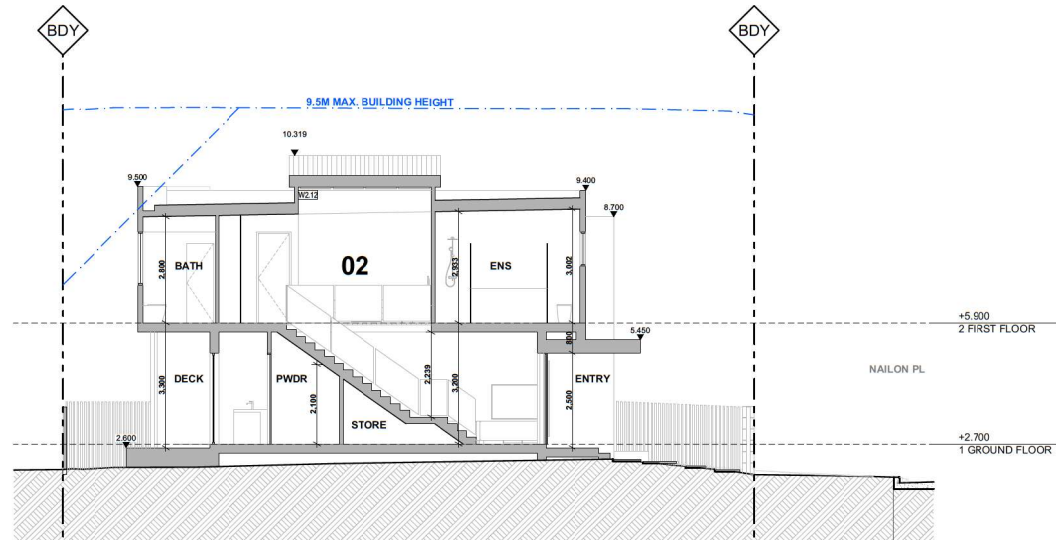 BDY
BDY
9.5M MAX. BUILDING HEIGHT
10.319
9.500
W2.12
9.400
8.700
2,800
BATH
02
2,933
ENS
3,002
+5.900
2 FIRST FLOOR
800
5.450
3,300
DECK
PWDR
2,100
STORE
2,239
3,200
ENTRY
2,500
NAILON PL
2.600
+2.700
1 GROUND FLOOR